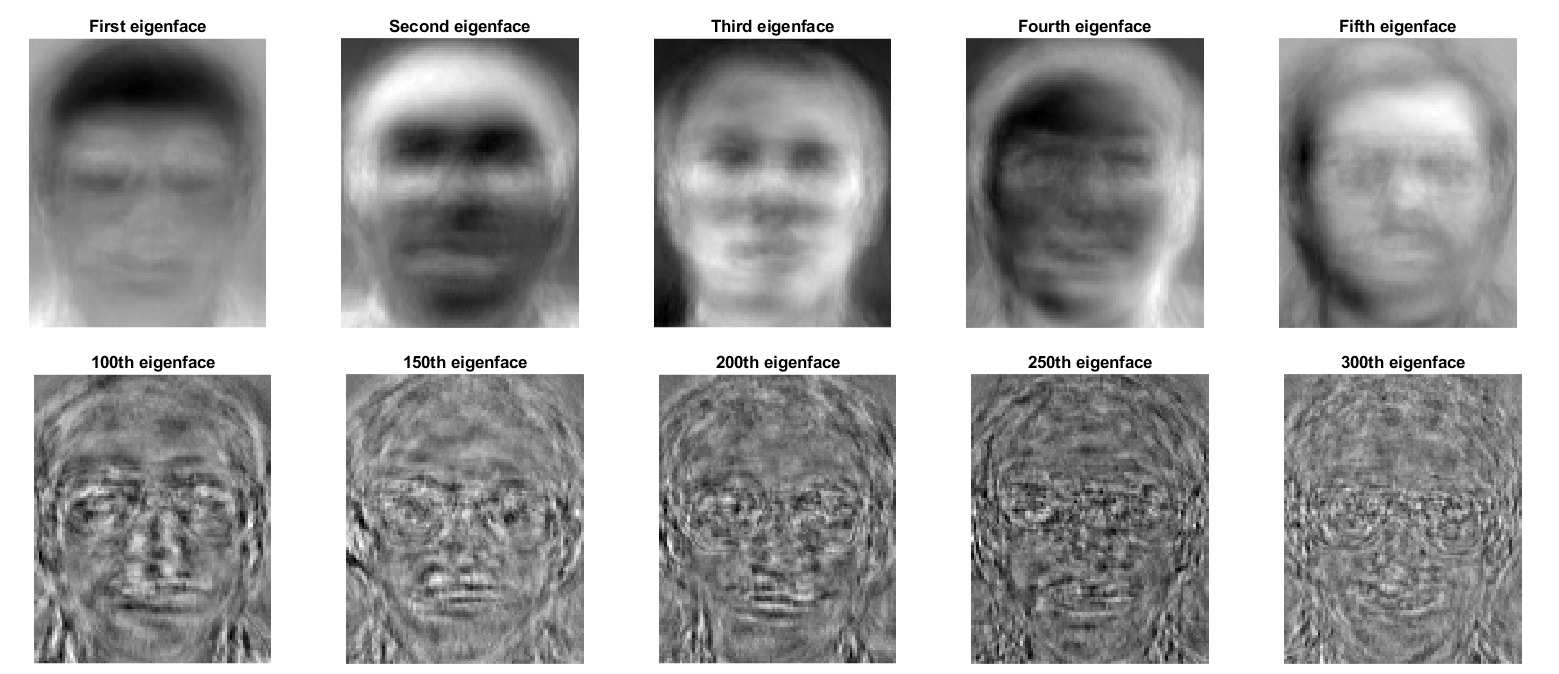 First eigenface
Second eigenface
Third eigenface
Fourth eigenface
Fifth eigenface
100th eigenface
150th eigenface
200th eigenface
250th eigenface
300th eigenface